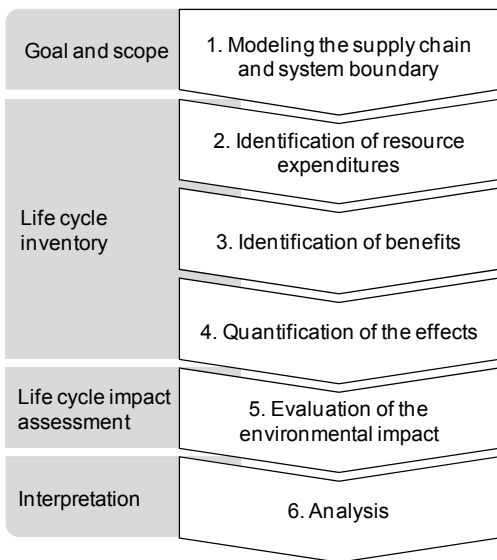 Goal and scope
1. Modeling the supply chain
and system boundary
2. Identification of resource
expenditures
Life cycle
inventory
3. Identification of benefits
4. Quantification of the effects
Life cycle impact
assessment
5. Evaluation of the
environmental impact
Interpretation
6. Analysis